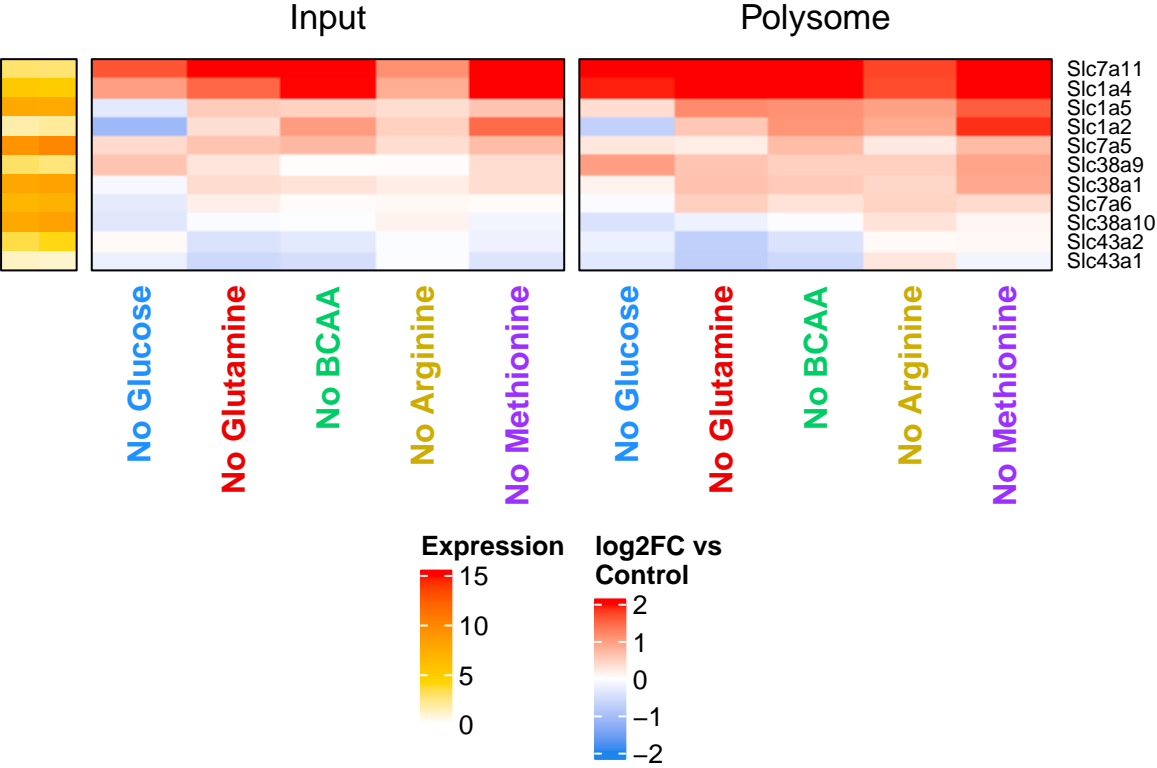 Input
Polysome
Slc7a11
Slc1a4
Slc1a5
Slc1a2
Slc7a5
Slc38a9
Slc38a1
Slc7a6
Slc38a10
Slc43a2
Slc43a1
No Glucose
No Glutamine
No BCAA
No Arginine
No Methionine
No Glucose
No Glutamine
No BCAA
No Arginine
No Methionine
Expression
15
10
5
0
log2FC vs
Control
2
1
0
−1
−2